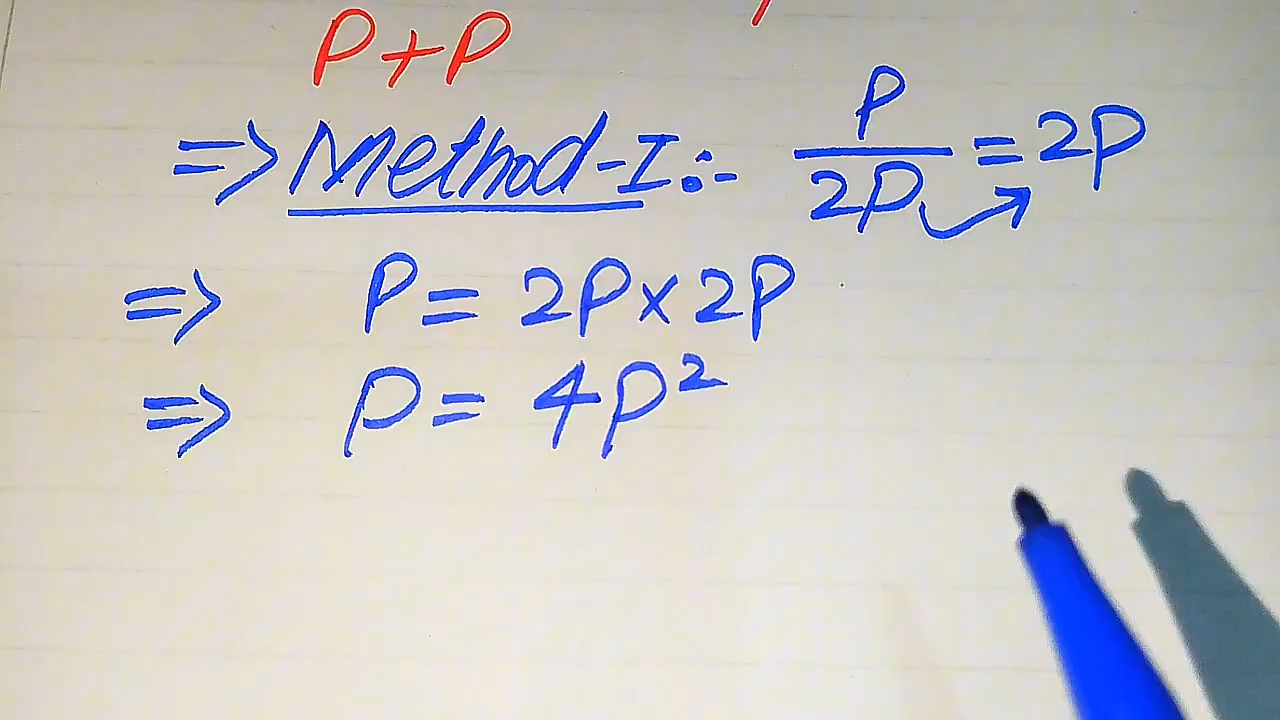 P+P
⇒ Method-I:- P/2P = 2P
⇒ P = 2P×2P
⇒ P = 4P²